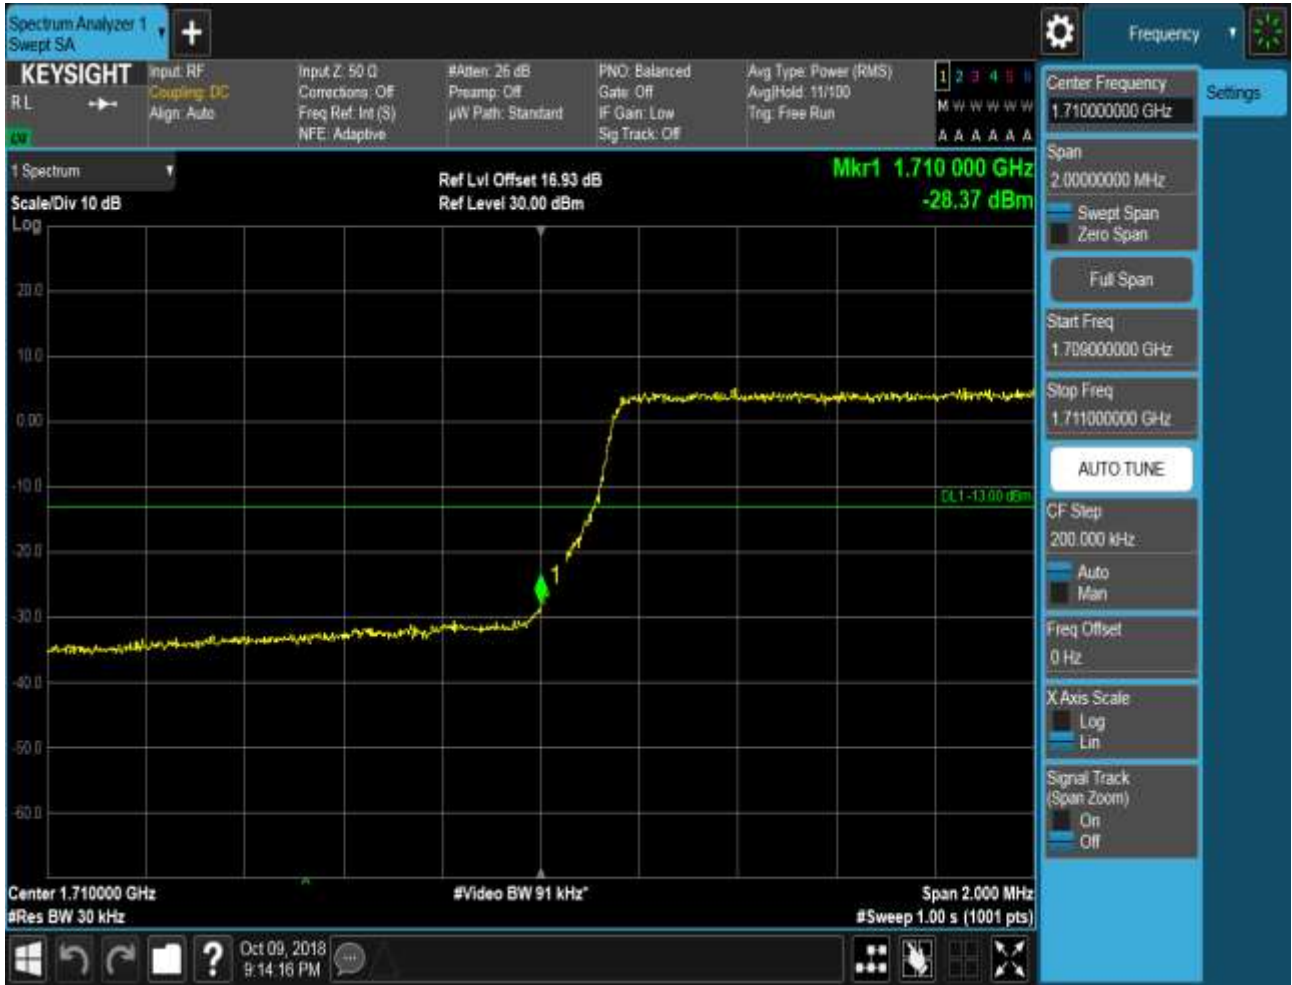 Spectrum Analyzer 1
Swept SA
+
Frequency
KEYSIGHT
R L
LW
Input: RF
Coupling: DC
Align: Auto
Input Z: 50 Ω
Corrections: Off
Freq Ref: Int (S)
NFE: Adaptive
#Atten: 26 dB
Preamp: Off
µW Path: Standard
PNO: Balanced
Gate: Off
IF Gain: Low
Sig Track: Off
Avg Type: Power (RMS)
Avg|Hold: 11/100
Trig: Free Run
1 2 3 4 5 6
M W W W W W
A A A A A A
1 Spectrum
Scale/Div 10 dB
Log
Ref Lvl Offset 16.93 dB
Ref Level 30.00 dBm
Mkr1 1.710 000 GHz
-28.37 dBm
20.0
10.0
0.00
-10.0
-20.0
-30.0
-40.0
-50.0
-60.0
DL1 -13.00 dBm
1
Center 1.710000 GHz
#Res BW 30 kHz
#Video BW 91 kHz*
Span 2.000 MHz
#Sweep 1.00 s (1001 pts)
?
Oct 09, 2018
9:14:16 PM
Center Frequency
1.710000000 GHz
Settings
Span
2.00000000 MHz
Swept Span
Zero Span
Full Span
Start Freq
1.709000000 GHz
Stop Freq
1.711000000 GHz
AUTO TUNE
CF Step
200.000 kHz
Auto
Man
Freq Offset
0 Hz
X Axis Scale
Log
Lin
Signal Track
(Span Zoom)
On
Off